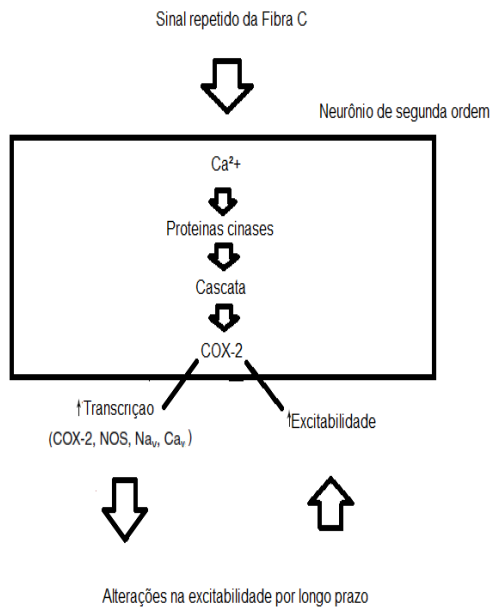 Sinal repetido da Fibra C
Neurônio de segunda ordem
Ca²+
Proteinas cinases
Cascata
COX-2
↑Transcriçao
(COX-2, NOS, Naᵥ, Caᵥ)
↑Excitabilidade
Alterações na excitabilidade por longo prazo